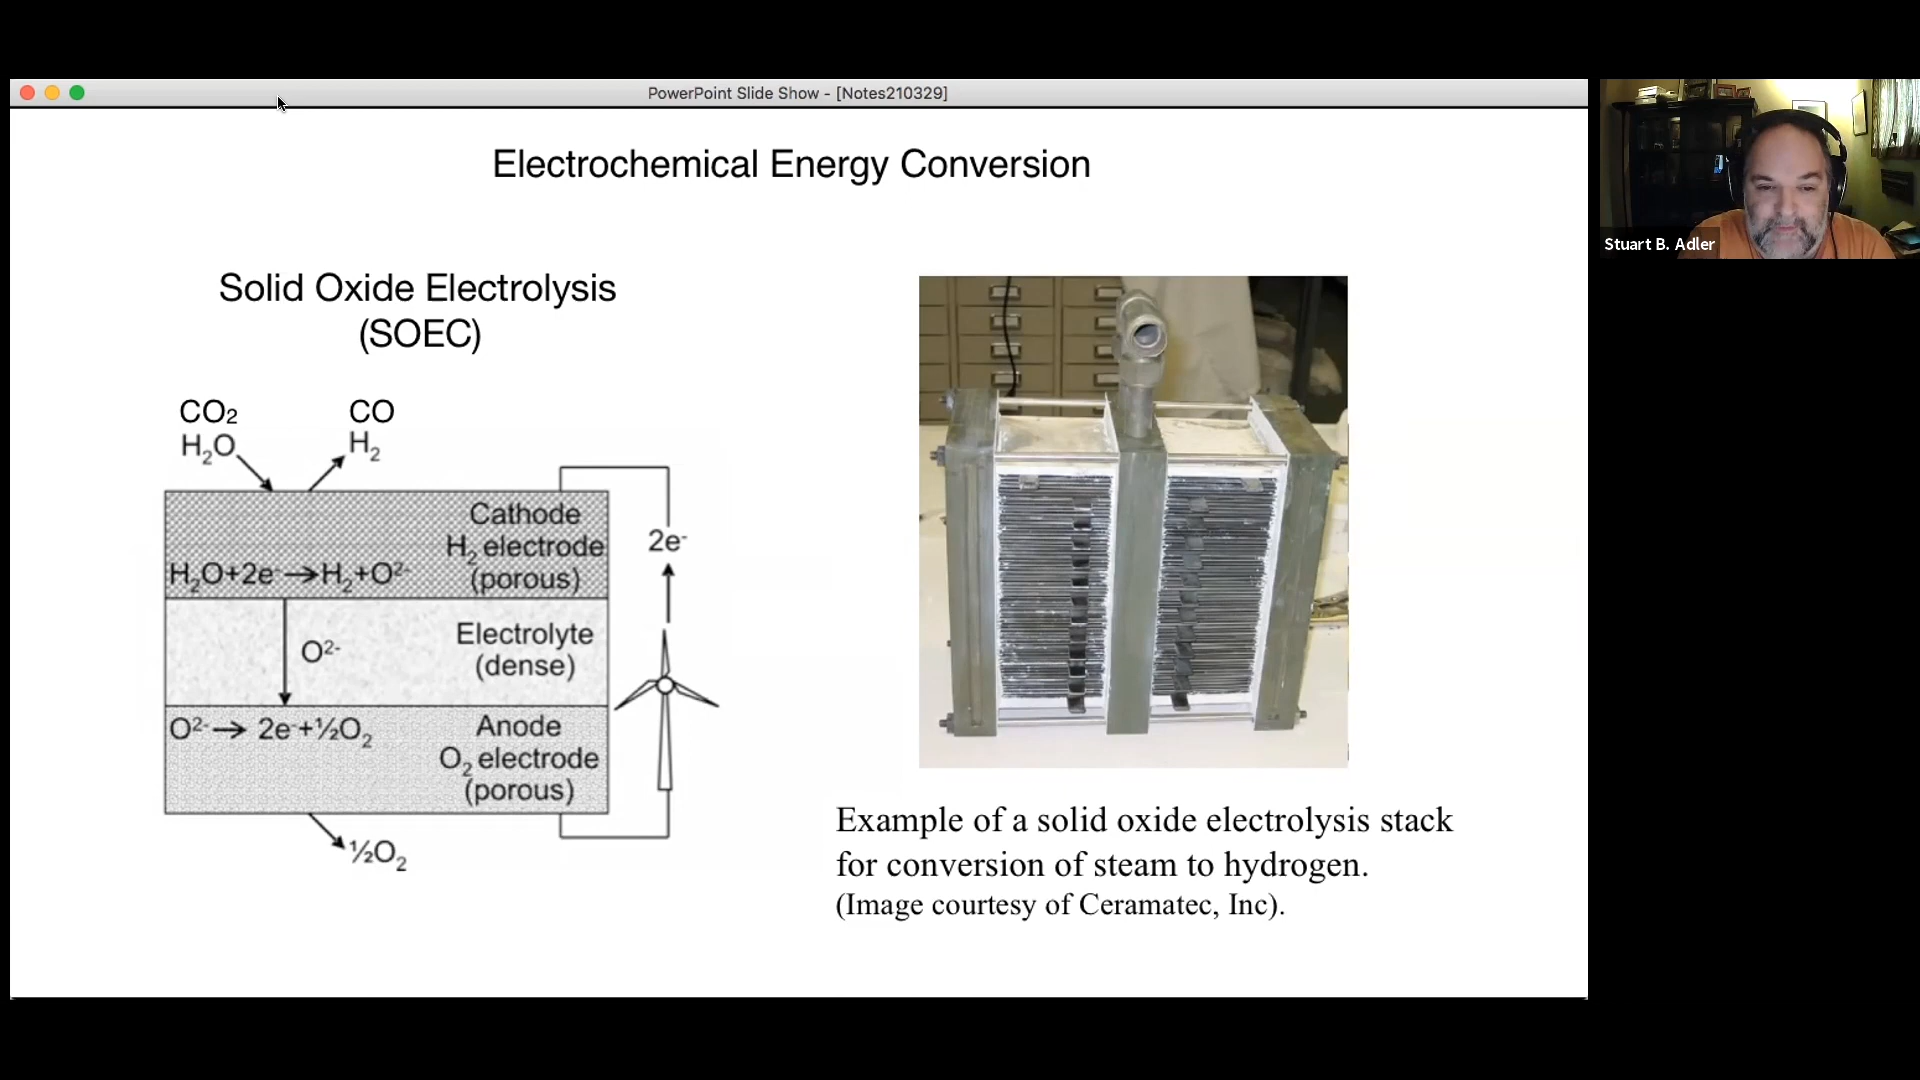 PowerPoint Slide Show - [Notes210329]
Electrochemical Energy Conversion
Stuart B. Adler
Solid Oxide Electrolysis
(SOEC)
CO2 CO
H₂O H₂
Cathode
H₂ electrode
(porous)
H₂O+2e⁻→H₂+O²⁻
2e⁻
Electrolyte
(dense)
O²⁻
Anode
O₂ electrode
(porous)
O²⁻→ 2e⁻+½O₂
½O₂
Example of a solid oxide electrolysis stack
for conversion of steam to hydrogen.
(Image courtesy of Ceramatec, Inc).